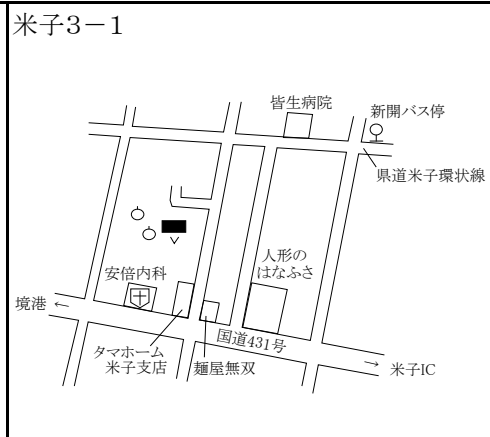 米子3−1
皆生病院
新開バス停
県道米子環状線
人形の
はなふさ
安倍内科
境港 ←
国道431号
タマホーム
米子支店
麺屋無双
→ 米子IC